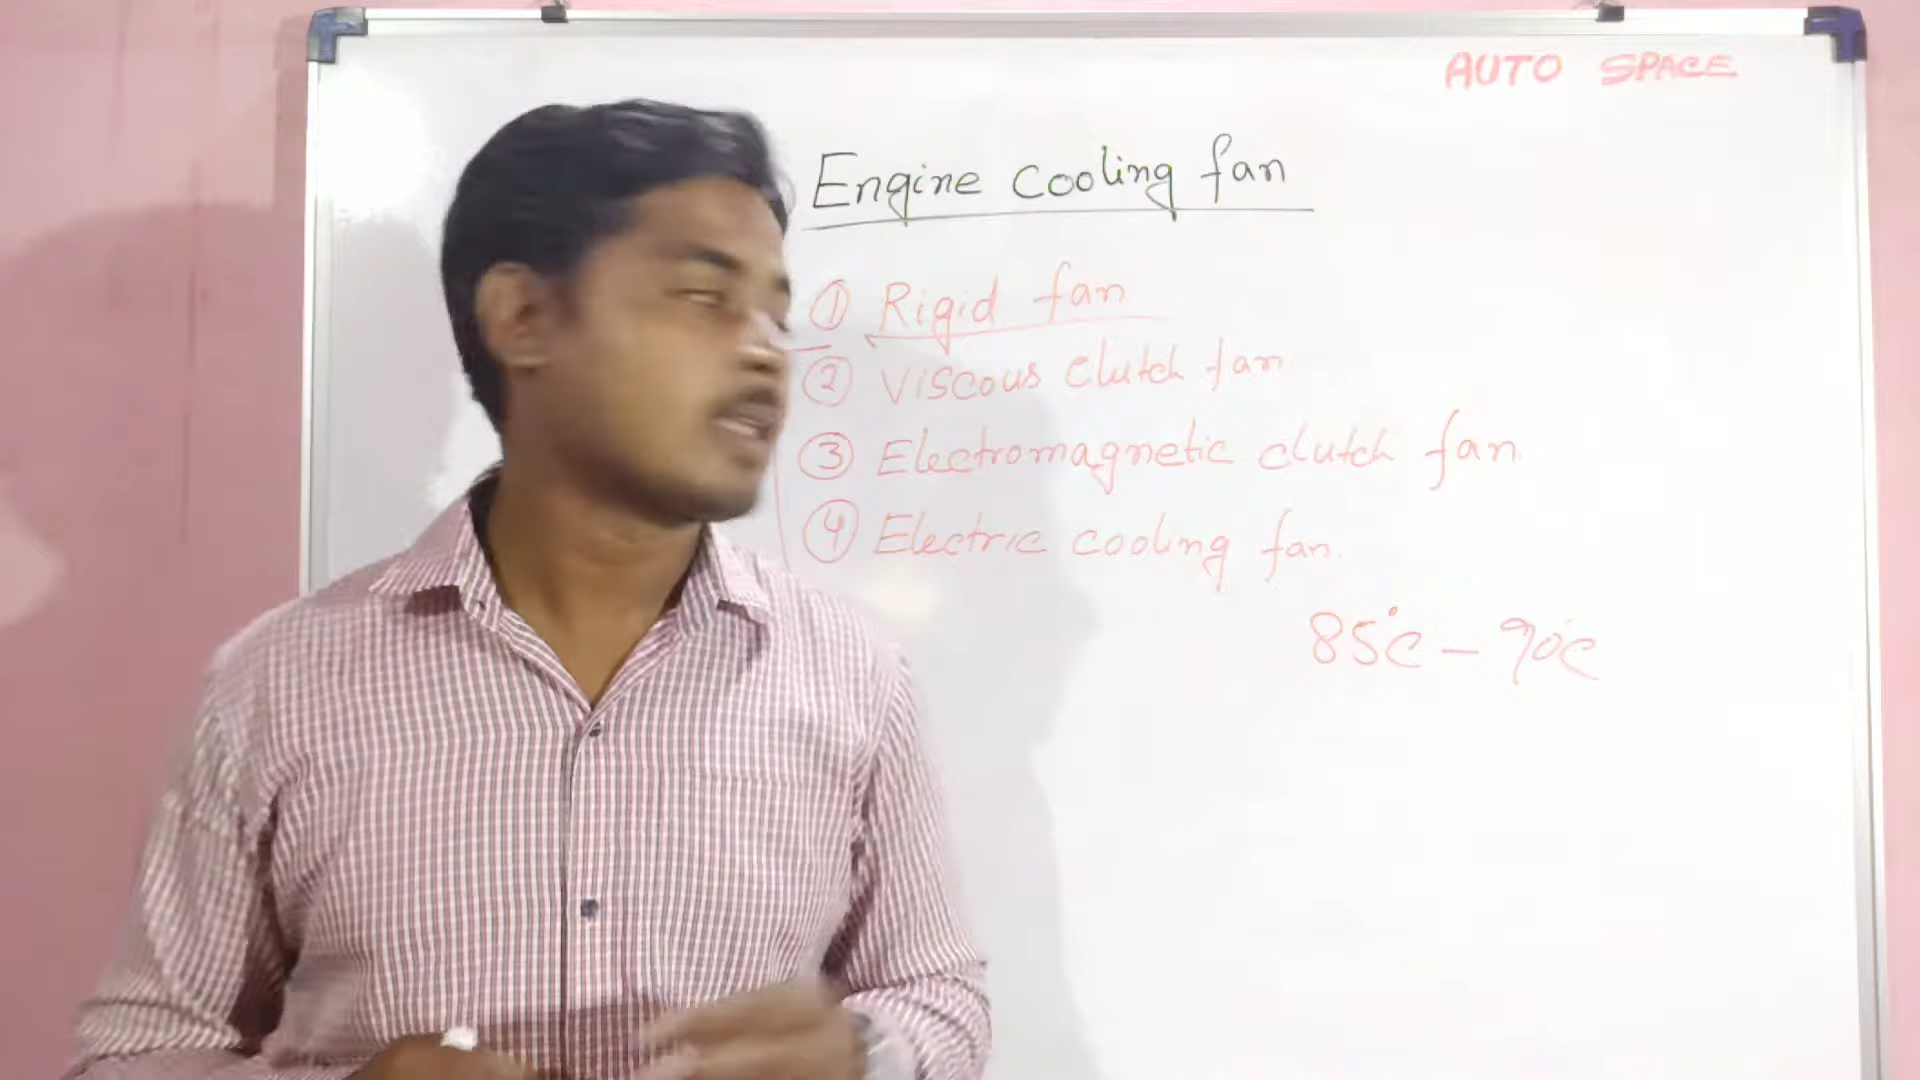 AUTO SPACE
Engine cooling fan
① Rigid fan
② Viscous clutch fan
③ Electromagnetic clutch fan.
④ Electric cooling fan.
85°C - 90°C